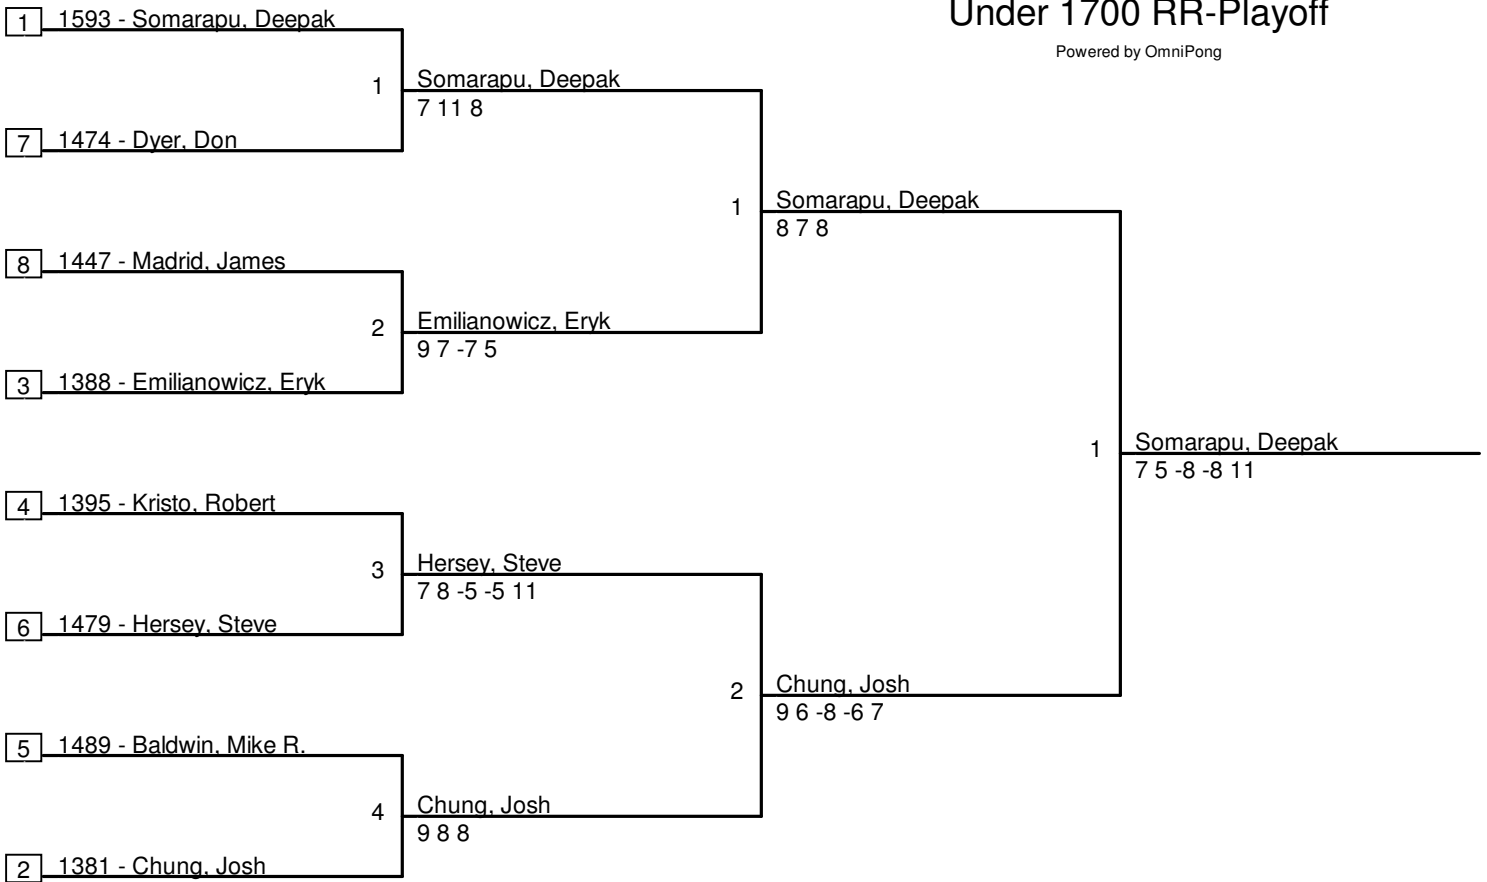 Under 1700 RR-Playoff
Powered by OmniPong
1 1593 - Somarapu, Deepak
1 Somarapu, Deepak
7 11 8
7 1474 - Dyer, Don
1 Somarapu, Deepak
8 7 8
8 1447 - Madrid, James
2 Emilianowicz, Eryk
9 7 -7 5
3 1388 - Emilianowicz, Eryk
1 Somarapu, Deepak
7 5 -8 -8 11
4 1395 - Kristo, Robert
3 Hersey, Steve
7 8 -5 -5 11
6 1479 - Hersey, Steve
2 Chung, Josh
9 6 -8 -6 7
5 1489 - Baldwin, Mike R.
4 Chung, Josh
9 8 8
2 1381 - Chung, Josh